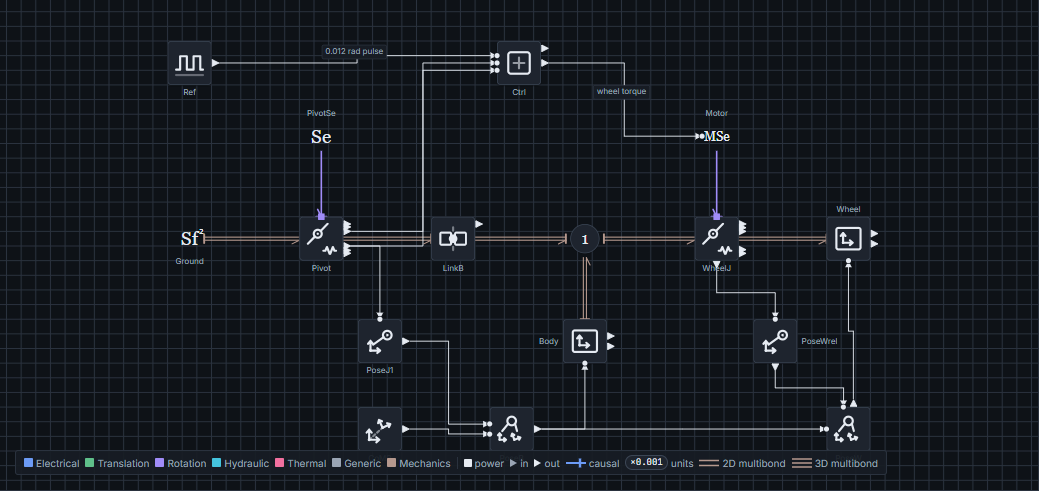 0.012 rad pulse
Ref
Ctrl
wheel torque
PivotSe
Se
Motor
MSe
Wheel
Sf²
Ground
Pivot
LinkB
1
WheelJ
Body
PoseJ1
PoseWrel
Electrical Translation Rotation Hydraulic Thermal Generic Mechanics power in out causal ×0.001 units 2D multibond 3D multibond